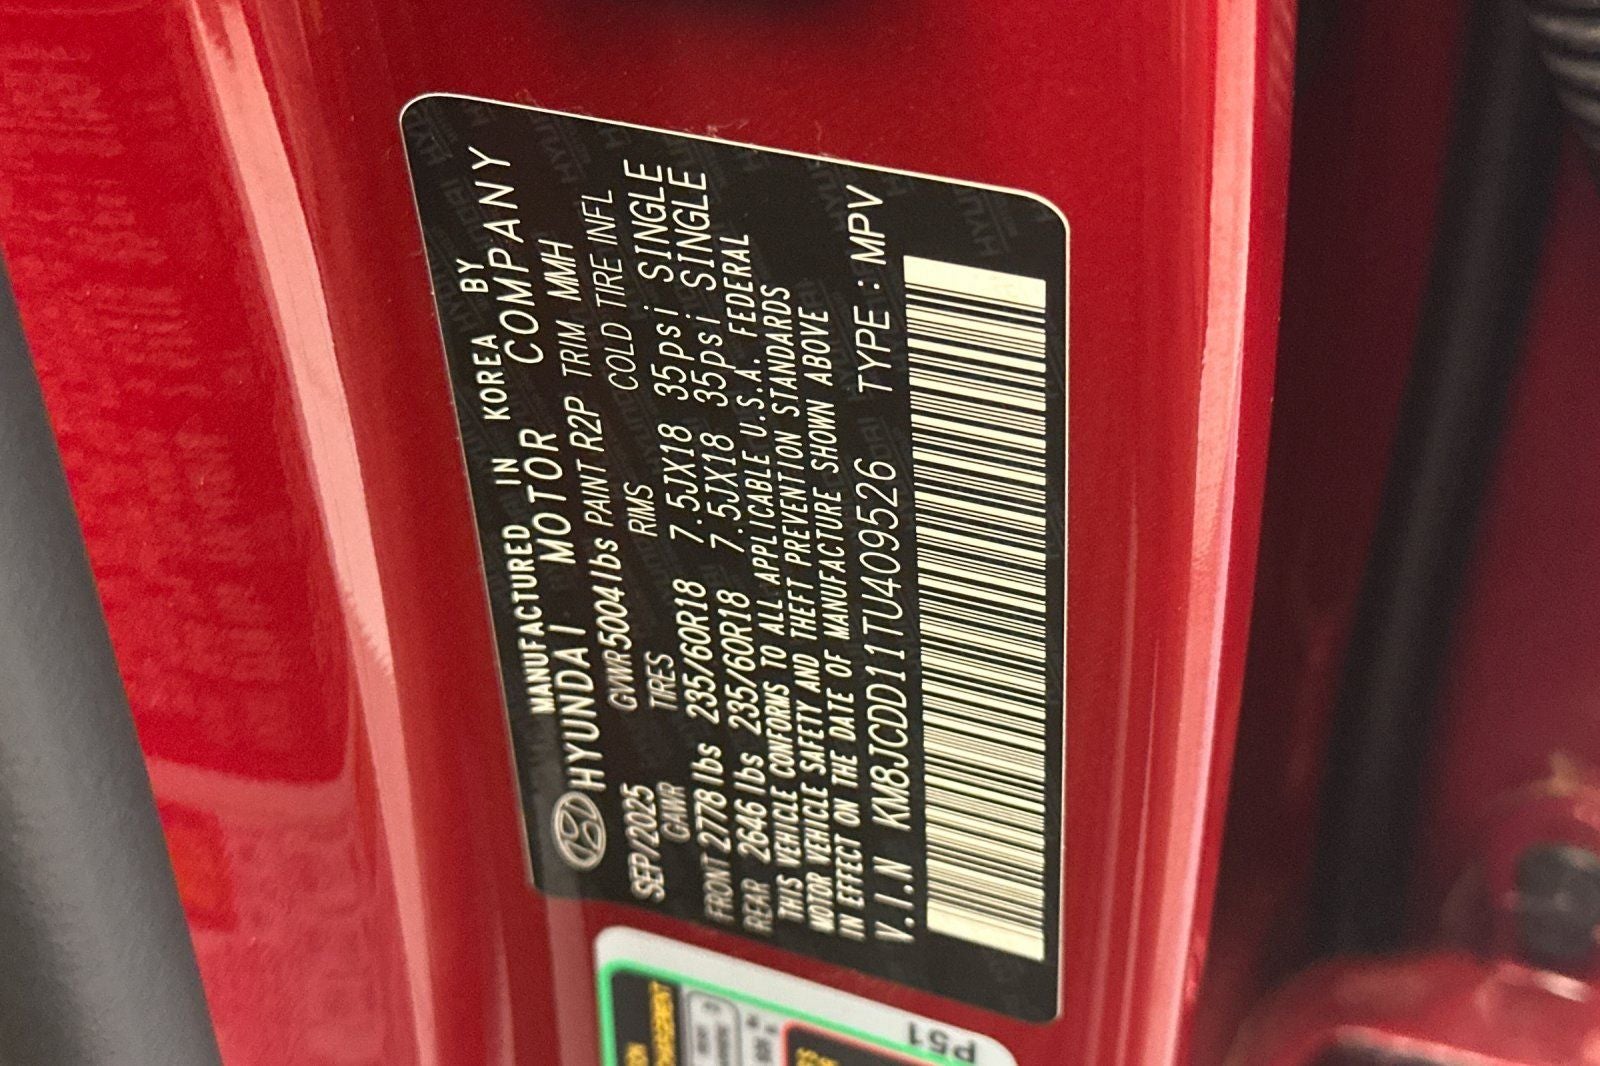 MANUFACTURED IN KOREA BY
HYUNDAI MOTOR COMPANY
SEP/2025 GVWR 5004 lbs PAINT R2P TRIM MMH
GAWR TIRES RIMS COLD TIRE INFL
FRONT 2778 lbs 235/60R18 7.5JX18 35psi SINGLE
REAR 2646 lbs 235/60R18 7.5JX18 35psi SINGLE
THIS VEHICLE CONFORMS TO ALL APPLICABLE U.S.A. FEDERAL
MOTOR VEHICLE SAFETY AND THEFT PREVENTION STANDARDS
IN EFFECT ON THE DATE OF MANUFACTURE SHOWN ABOVE
V.I.N KM8JCDD11TU409526 TYPE : MPV
P51